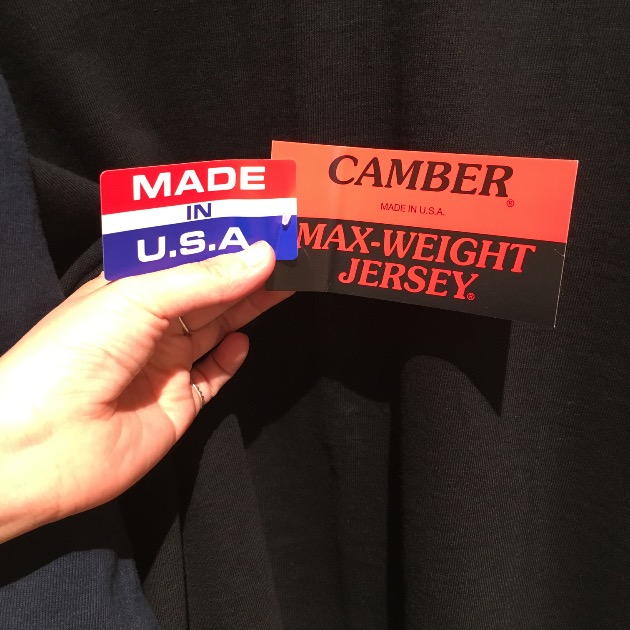 MADE
IN
U.S.A
CAMBER®
MADE IN U.S.A.
MAX-WEIGHT
JERSEY®